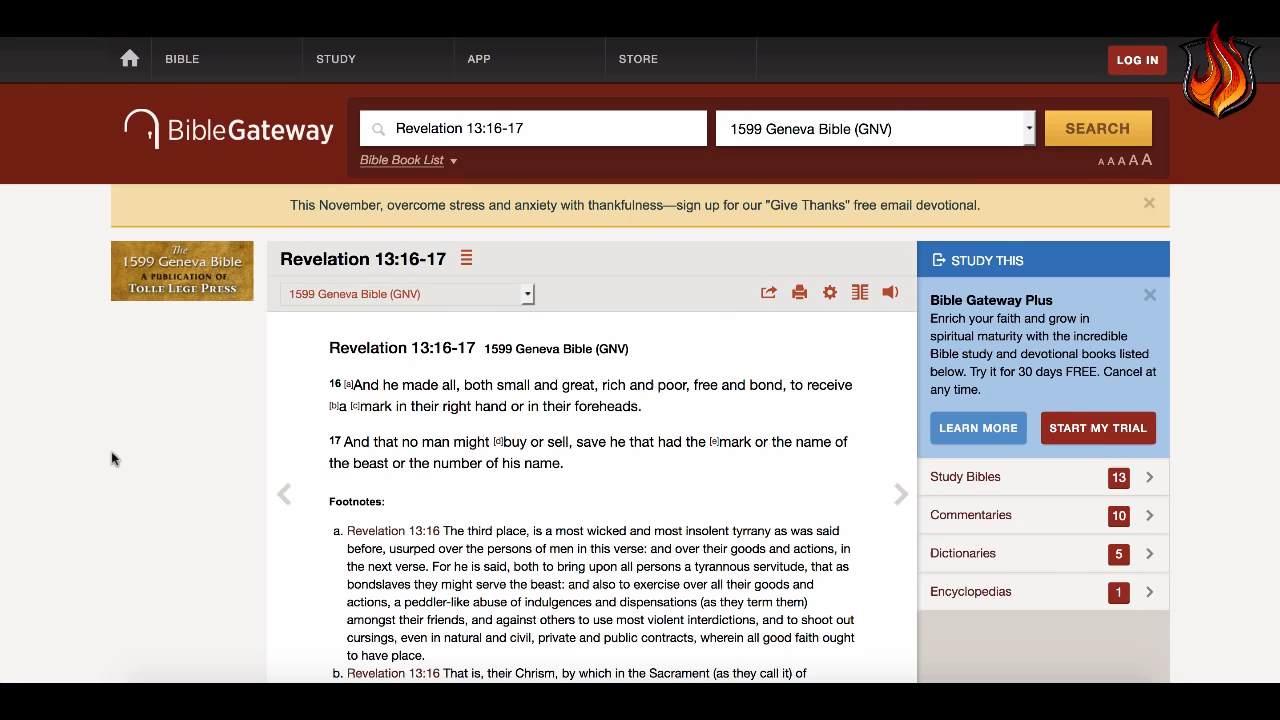 BIBLE STUDY APP STORE LOG IN
BibleGateway
Revelation 13:16-17
1599 Geneva Bible (GNV)
SEARCH
Bible Book List
A A A A A
This November, overcome stress and anxiety with thankfulness—sign up for our "Give Thanks" free email devotional.
The
1599 Geneva Bible
A PUBLICATION OF
TOLLE LEGE PRESS
Revelation 13:16-17
1599 Geneva Bible (GNV)
Revelation 13:16-17 1599 Geneva Bible (GNV)
16 [a]And he made all, both small and great, rich and poor, free and bond, to receive
[b]a [c]mark in their right hand or in their foreheads.
17 And that no man might [d]buy or sell, save he that had the [e]mark or the name of
the beast or the number of his name.
Footnotes:
a. Revelation 13:16 The third place, is a most wicked and most insolent tyrrany as was said
before, usurped over the persons of men in this verse: and over their goods and actions, in
the next verse. For he is said, both to bring upon all persons a tyrannous servitude, that as
bondslaves they might serve the beast: and also to exercise over all their goods and
actions, a peddler-like abuse of indulgences and dispensations (as they term them)
amongst their friends, and against others to use most violent interdictions, and to shoot out
cursings, even in natural and civil, private and public contracts, wherein all good faith ought
to have place.
b. Revelation 13:16 That is, their Chrism, by which in the Sacrament (as they call it) of
STUDY THIS
Bible Gateway Plus
Enrich your faith and grow in
spiritual maturity with the incredible
Bible study and devotional books listed
below. Try it for 30 days FREE. Cancel at
any time.
LEARN MORE START MY TRIAL
Study Bibles 13
Commentaries 10
Dictionaries 5
Encyclopedias 1